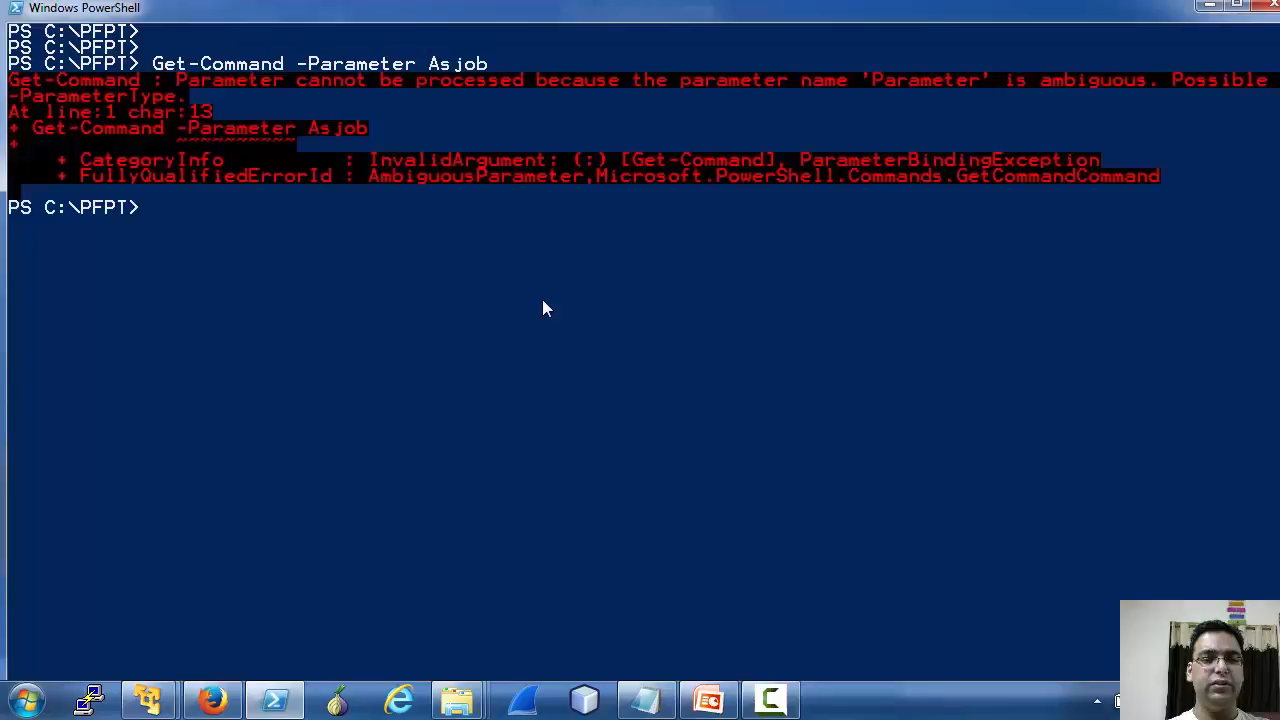 Windows PowerShell
PS C:\PFPT>
PS C:\PFPT>
PS C:\PFPT> Get-Command -Parameter Asjob
Get-Command : Parameter cannot be processed because the parameter name 'Parameter' is ambiguous. Possible
-ParameterType.
At line:1 char:13
+ Get-Command -Parameter Asjob
+ ~~~~~~~~~~
+ CategoryInfo : InvalidArgument: (:) [Get-Command], ParameterBindingException
+ FullyQualifiedErrorId : AmbiguousParameter,Microsoft.PowerShell.Commands.GetCommandCommand
PS C:\PFPT>